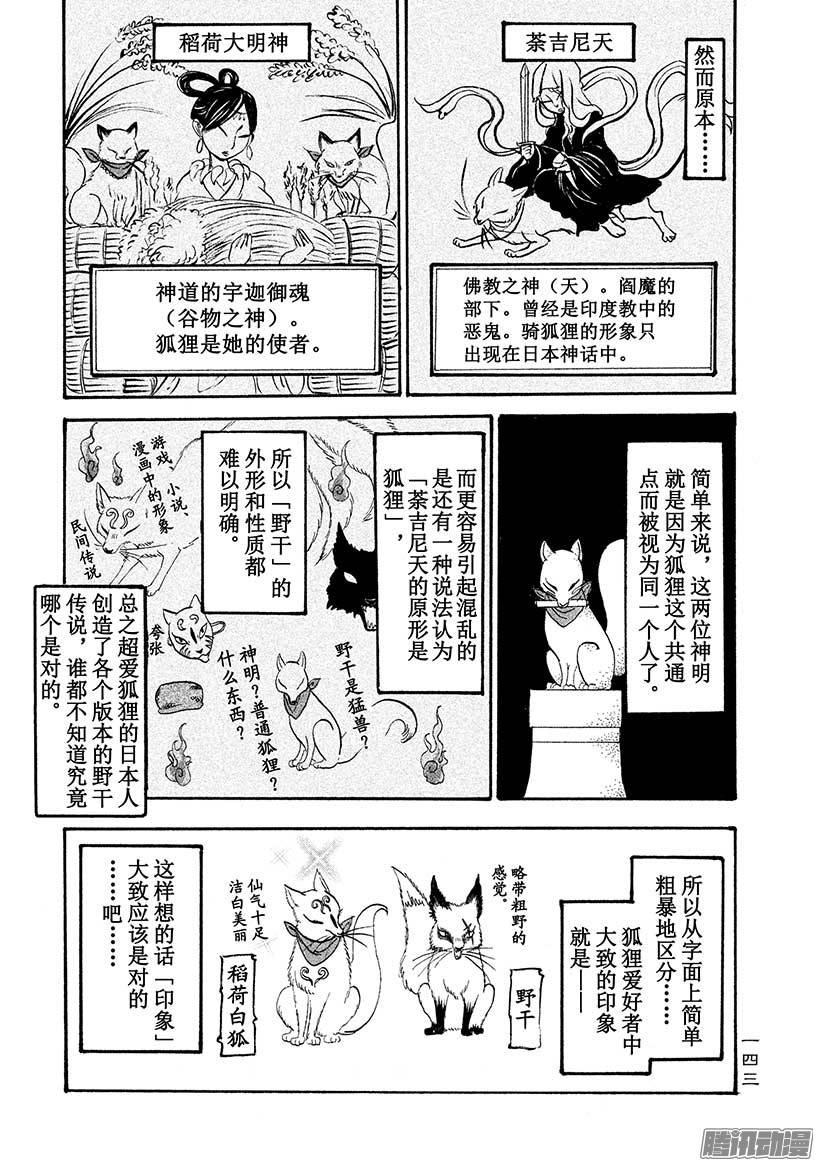 然而原本……
荼吉尼天
佛教之神（天）。阎魔的
部下。曾经是印度教中的
恶鬼。骑狐狸的形象只
出现在日本神话中。
稻荷大明神
神道的宇迦御魂
（谷物之神）。
狐狸是她的使者。
简单来说，这两位神明
就是因为狐狸这个共通
点而被视为同一个人了。
而更容易引起混乱的
是还有一种说法认为
「荼吉尼天的原形是
狐狸」，
所以「野干」的
外形和性质都
难以明确。
游戏、小说、
漫画中的形象
民间传说
夸张
野干是猛兽？
神明？普通狐狸？
什么东西？
总之超爱狐狸的日本人
创造了各个版本的野干
传说，谁都不知道究竟
哪个是对的。
所以从字面上简单
粗暴地区分……
狐狸爱好者中
大致的印象
就是——
略带粗野的
感觉。
野干
仙气十足
洁白美丽
稻荷白狐
这样想的话「印象」
大致应该是对的
……吧……
一四三
腾讯动漫